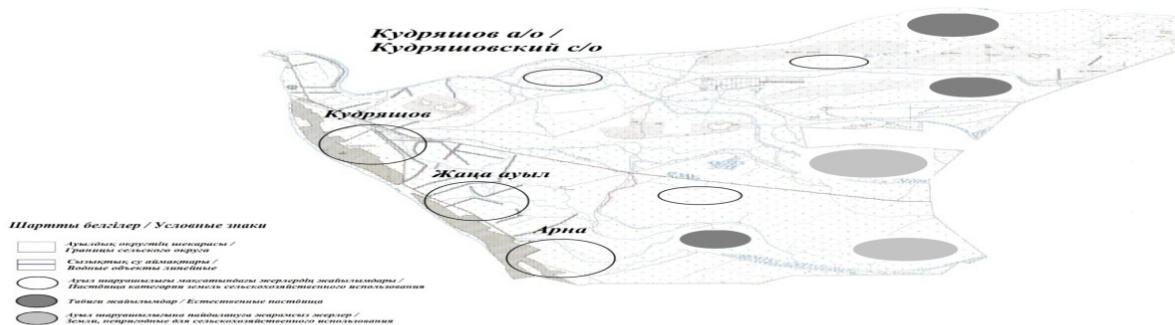 Кудряшов а/о /
Кудряшовский с/о
Кудряшов
Жаңа ауыл
Арна
Шартты белгілер / Условные знаки
Ауылдық округтің шекарасы /
Границы сельского округа
Сызықтық су аймақтары /
Водные объекты линейные
Ауыл шаруашылығы мақсатындағы жерлердің жайылымдары /
Пастбища категории земель сельскохозяйственного использования
Табиғи жайылымдар / Естественные пастбища
Ауыл шаруашылығына пайдалануға жарамсыз жерлер /
Земли, непригодные для сельскохозяйственного использования